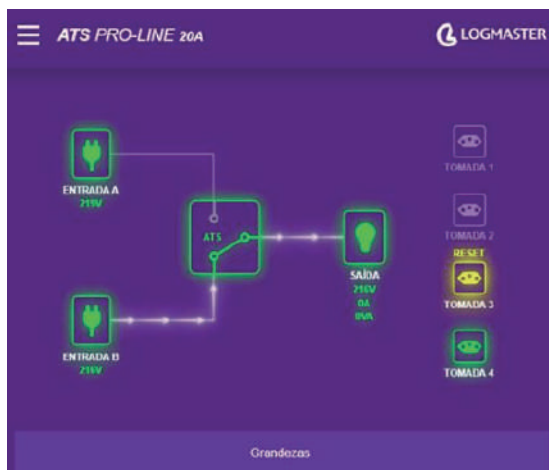 ATS PRO-LINE 20A
LOGMASTER
ENTRADA A
219V
ATS
SAÍDA
216V
0A
0VA
ENTRADA B
216V
TOMADA 1
TOMADA 2
RESET
TOMADA 3
TOMADA 4
Grandezas